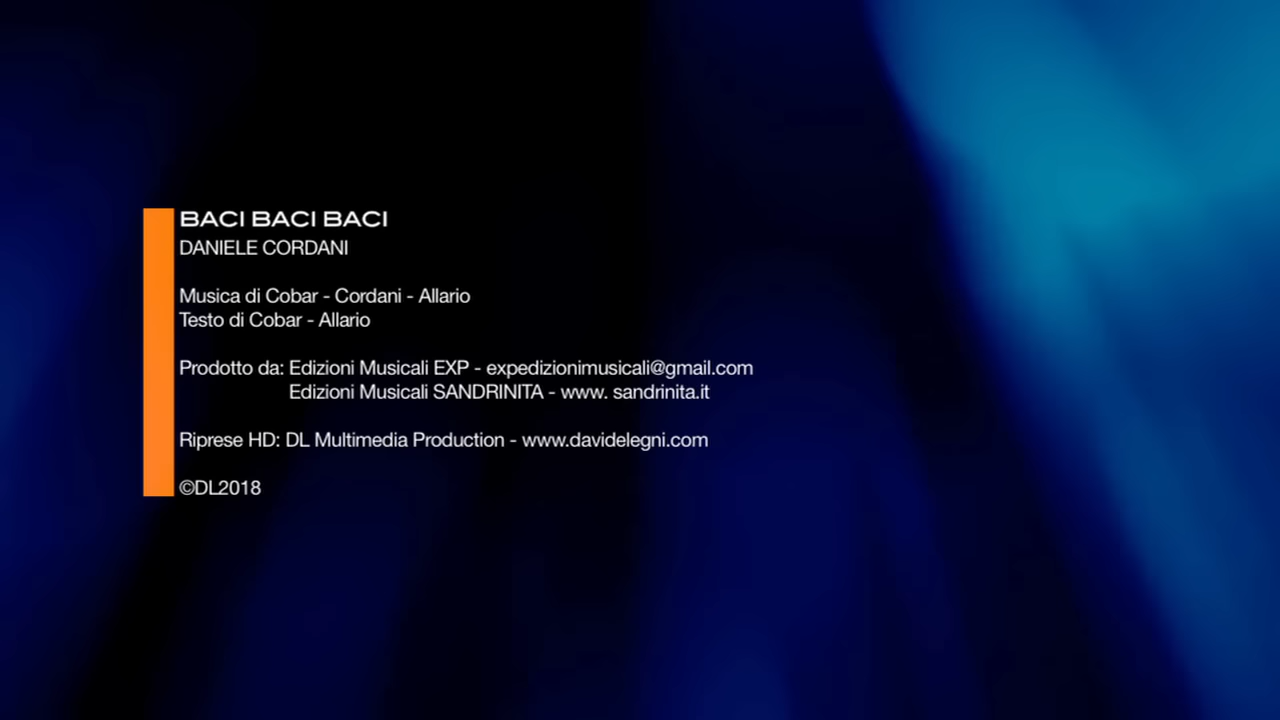 BACI BACI BACI
DANIELE CORDANI
Musica di Cobar - Cordani - Allario
Testo di Cobar - Allario
Prodotto da: Edizioni Musicali EXP - expedizionimusicali@gmail.com
Edizioni Musicali SANDRINITA - www. sandrinita.it
Riprese HD: DL Multimedia Production - www.davidelegni.com
©DL2018